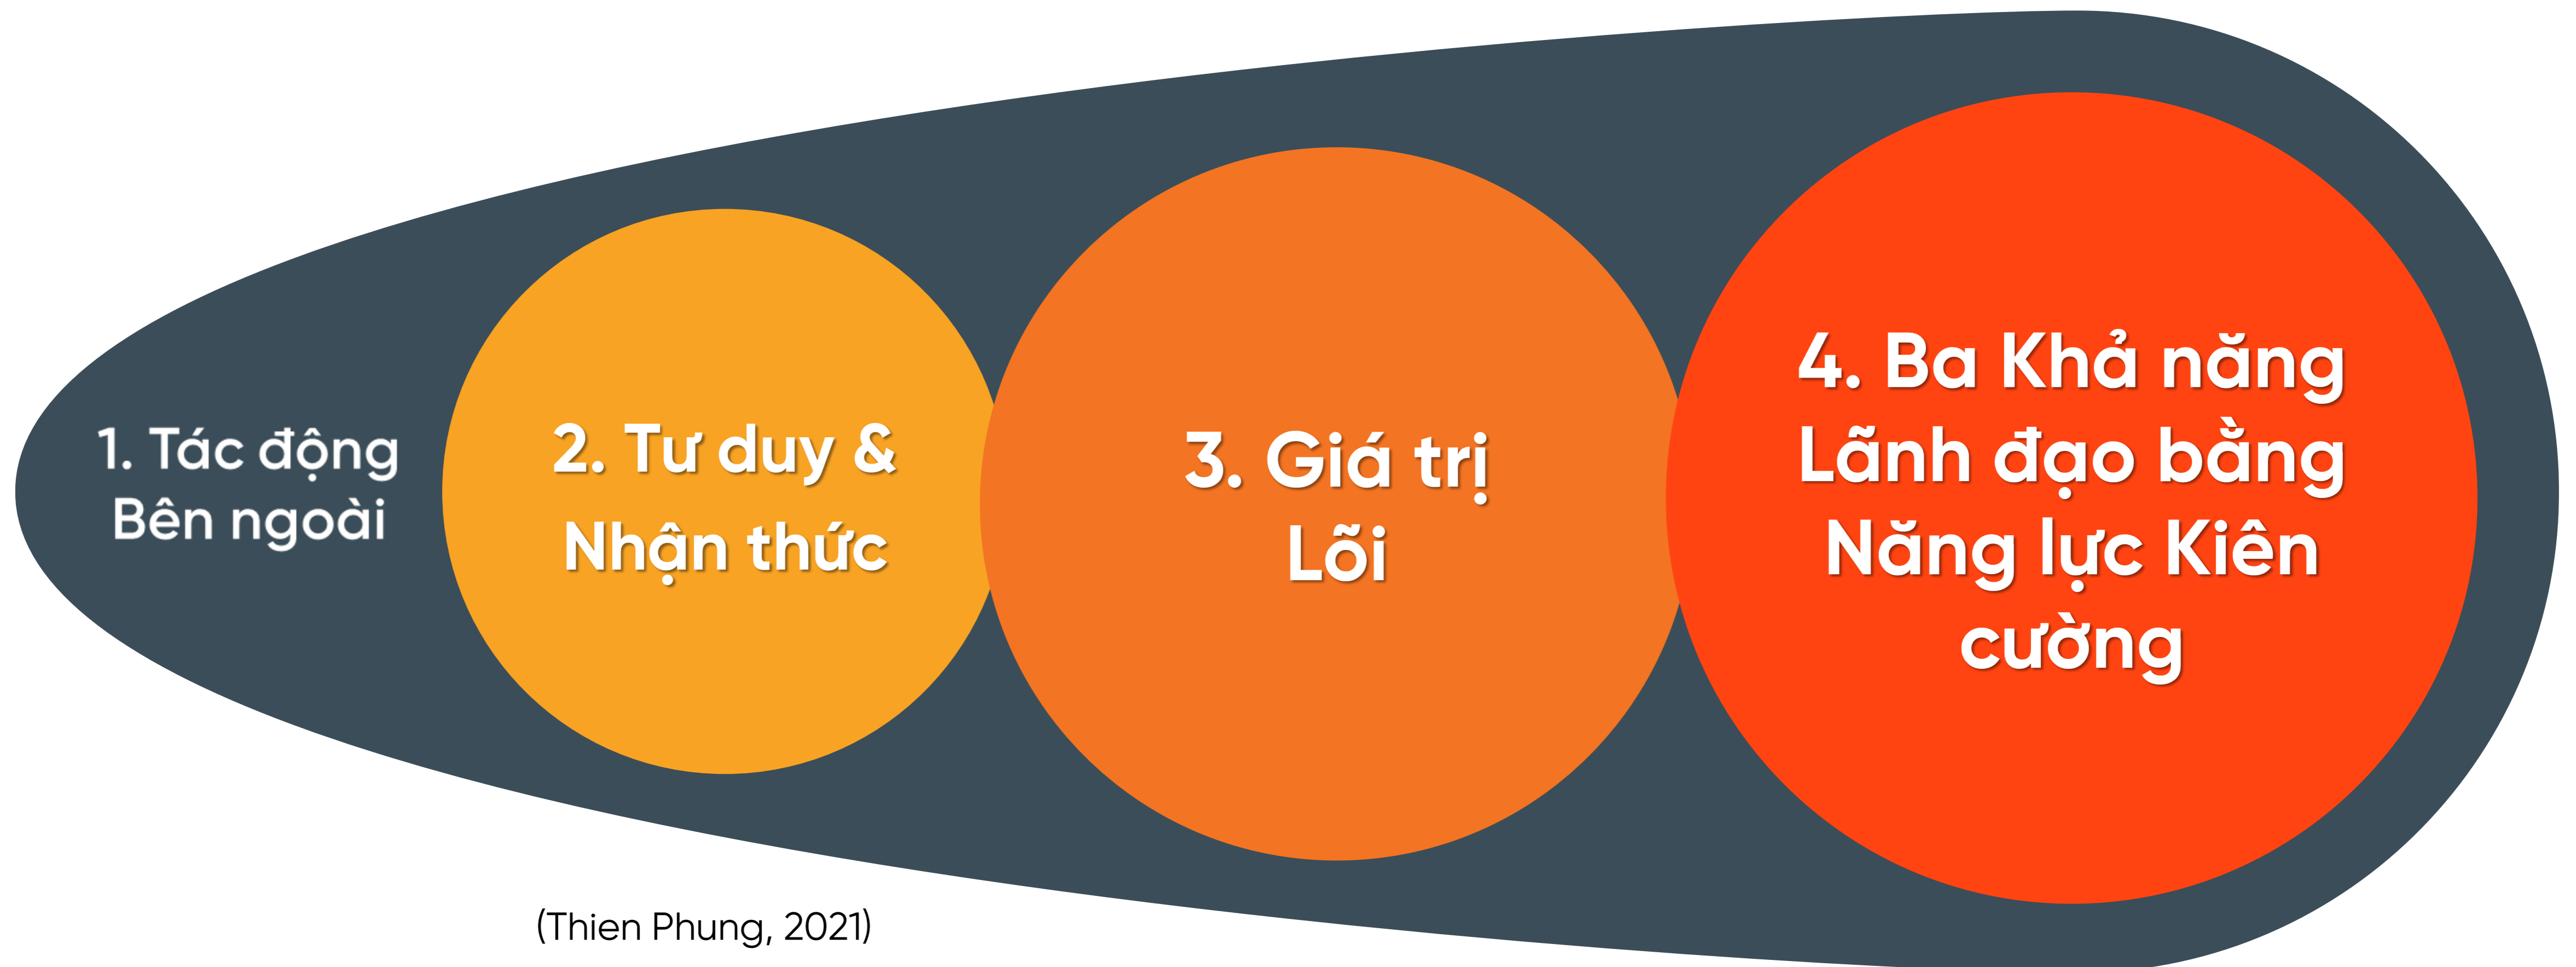 1. Tác động
Bên ngoài
2. Tư duy &
Nhận thức
3. Giá trị
Lõi
4. Ba Khả năng
Lãnh đạo bằng
Năng lực Kiên
cường
(Thien Phung, 2021)